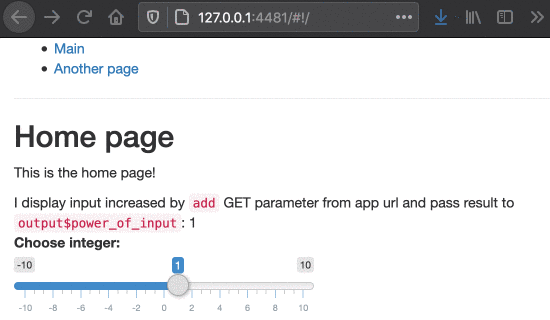 127.0.0.1:4481/#!/
Main
Another page
Home page
This is the home page!
I display input increased by add GET parameter from app url and pass result to
output$power_of_input: 1
Choose integer:
-10 1 10
-10 -8 -6 -4 -2 0 2 4 6 8 10